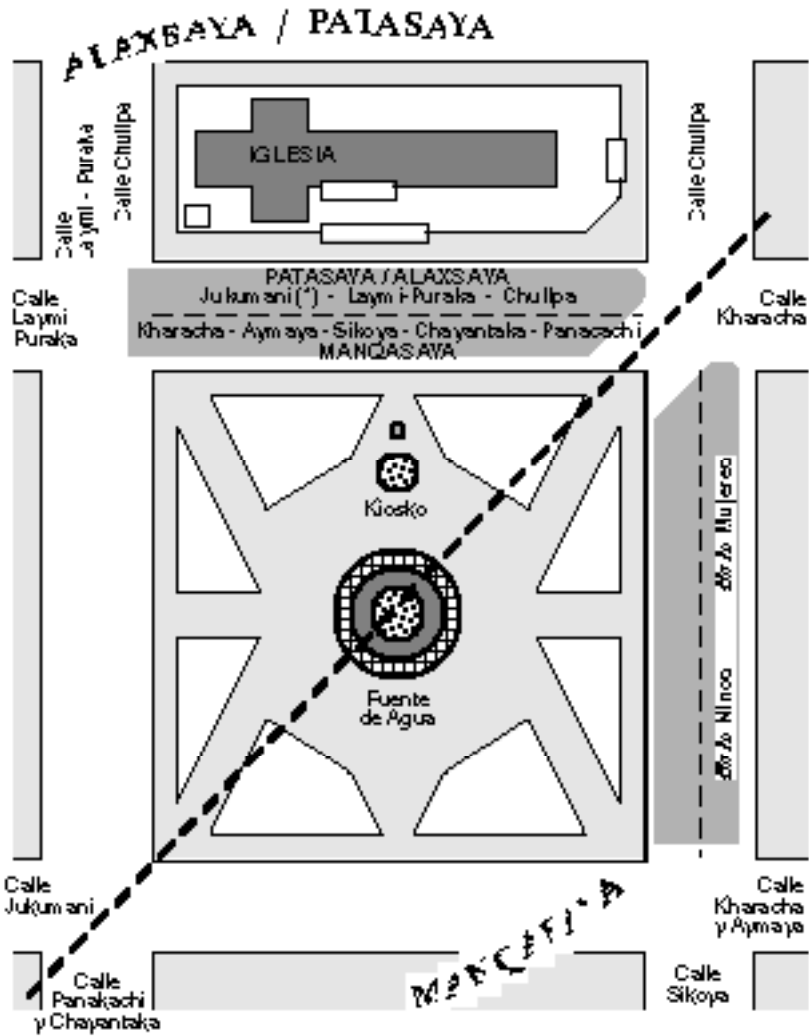 ALAXSAYA / PATASAYA
Calle Chullpa
Calle
Laymi - Puraka
IGLESIA
Calle Chullpa
PATASAYA / ALAXSAYA
Jukumani (*) - Laymi-Puraka - Chullpa
Kharacha - Aymaya - Sikoya - Chayantaka - Panacachi
MANQASAYA
Calle
Laymi
Puraka
Calle
Kharacha
Kiosko
Mujeres
Fuente
de Agua
Calle
Jukumani
Calle
Kharacha
y Aymaya
Calle
Panakachi
y Chayantaka
Calle
Sikoya